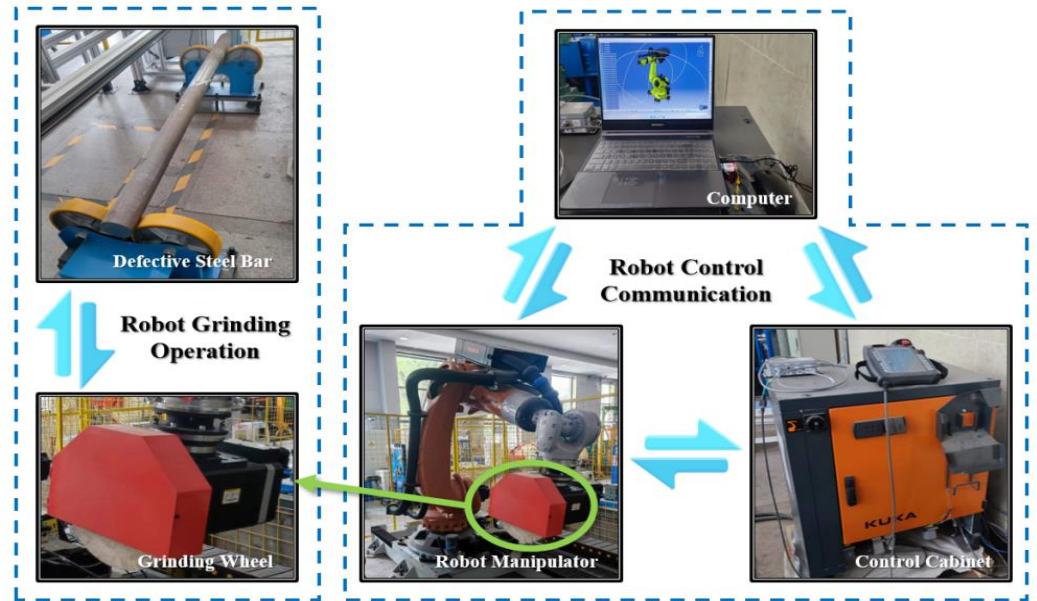 Defective Steel Bar
Robot Grinding
Operation
Grinding Wheel
Computer
Robot Control
Communication
Robot Manipulator
KUKA
Control Cabinet